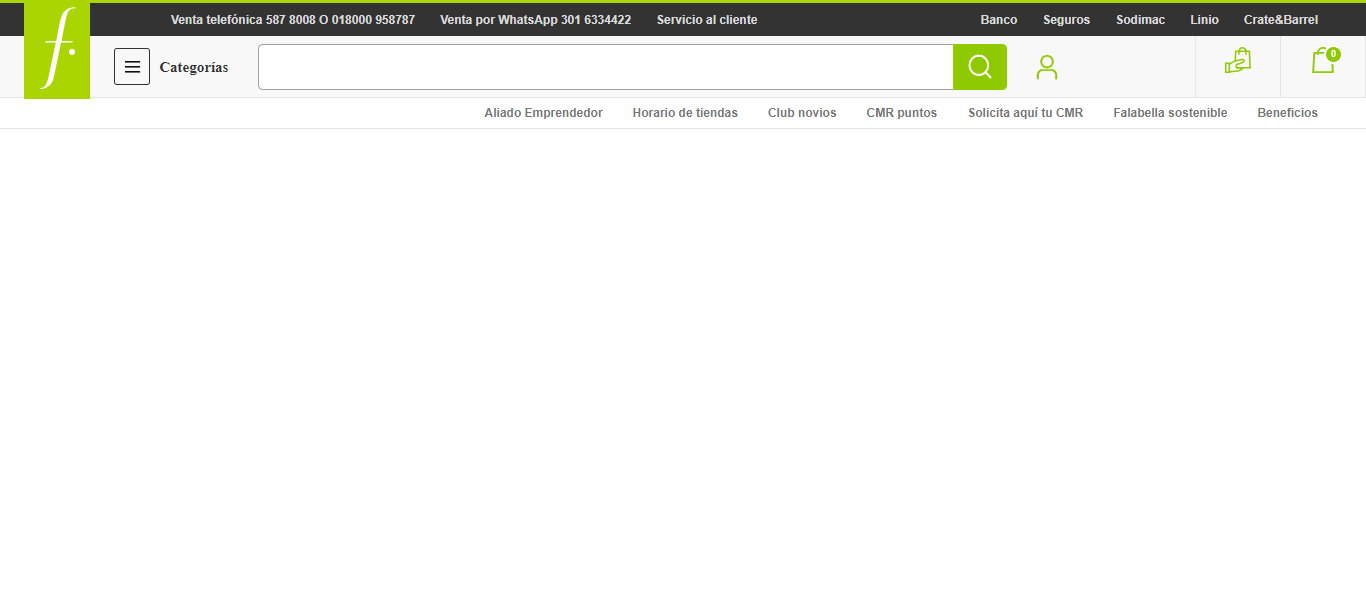 Venta telefónica 587 8008 O 018000 958787 Venta por WhatsApp 301 6334422 Servicio al cliente Banco Seguros Sodimac Linio Crate&Barrel
f.
Categorías
0
Aliado Emprendedor Horario de tiendas Club novios CMR puntos Solicita aquí tu CMR Falabella sostenible Beneficios